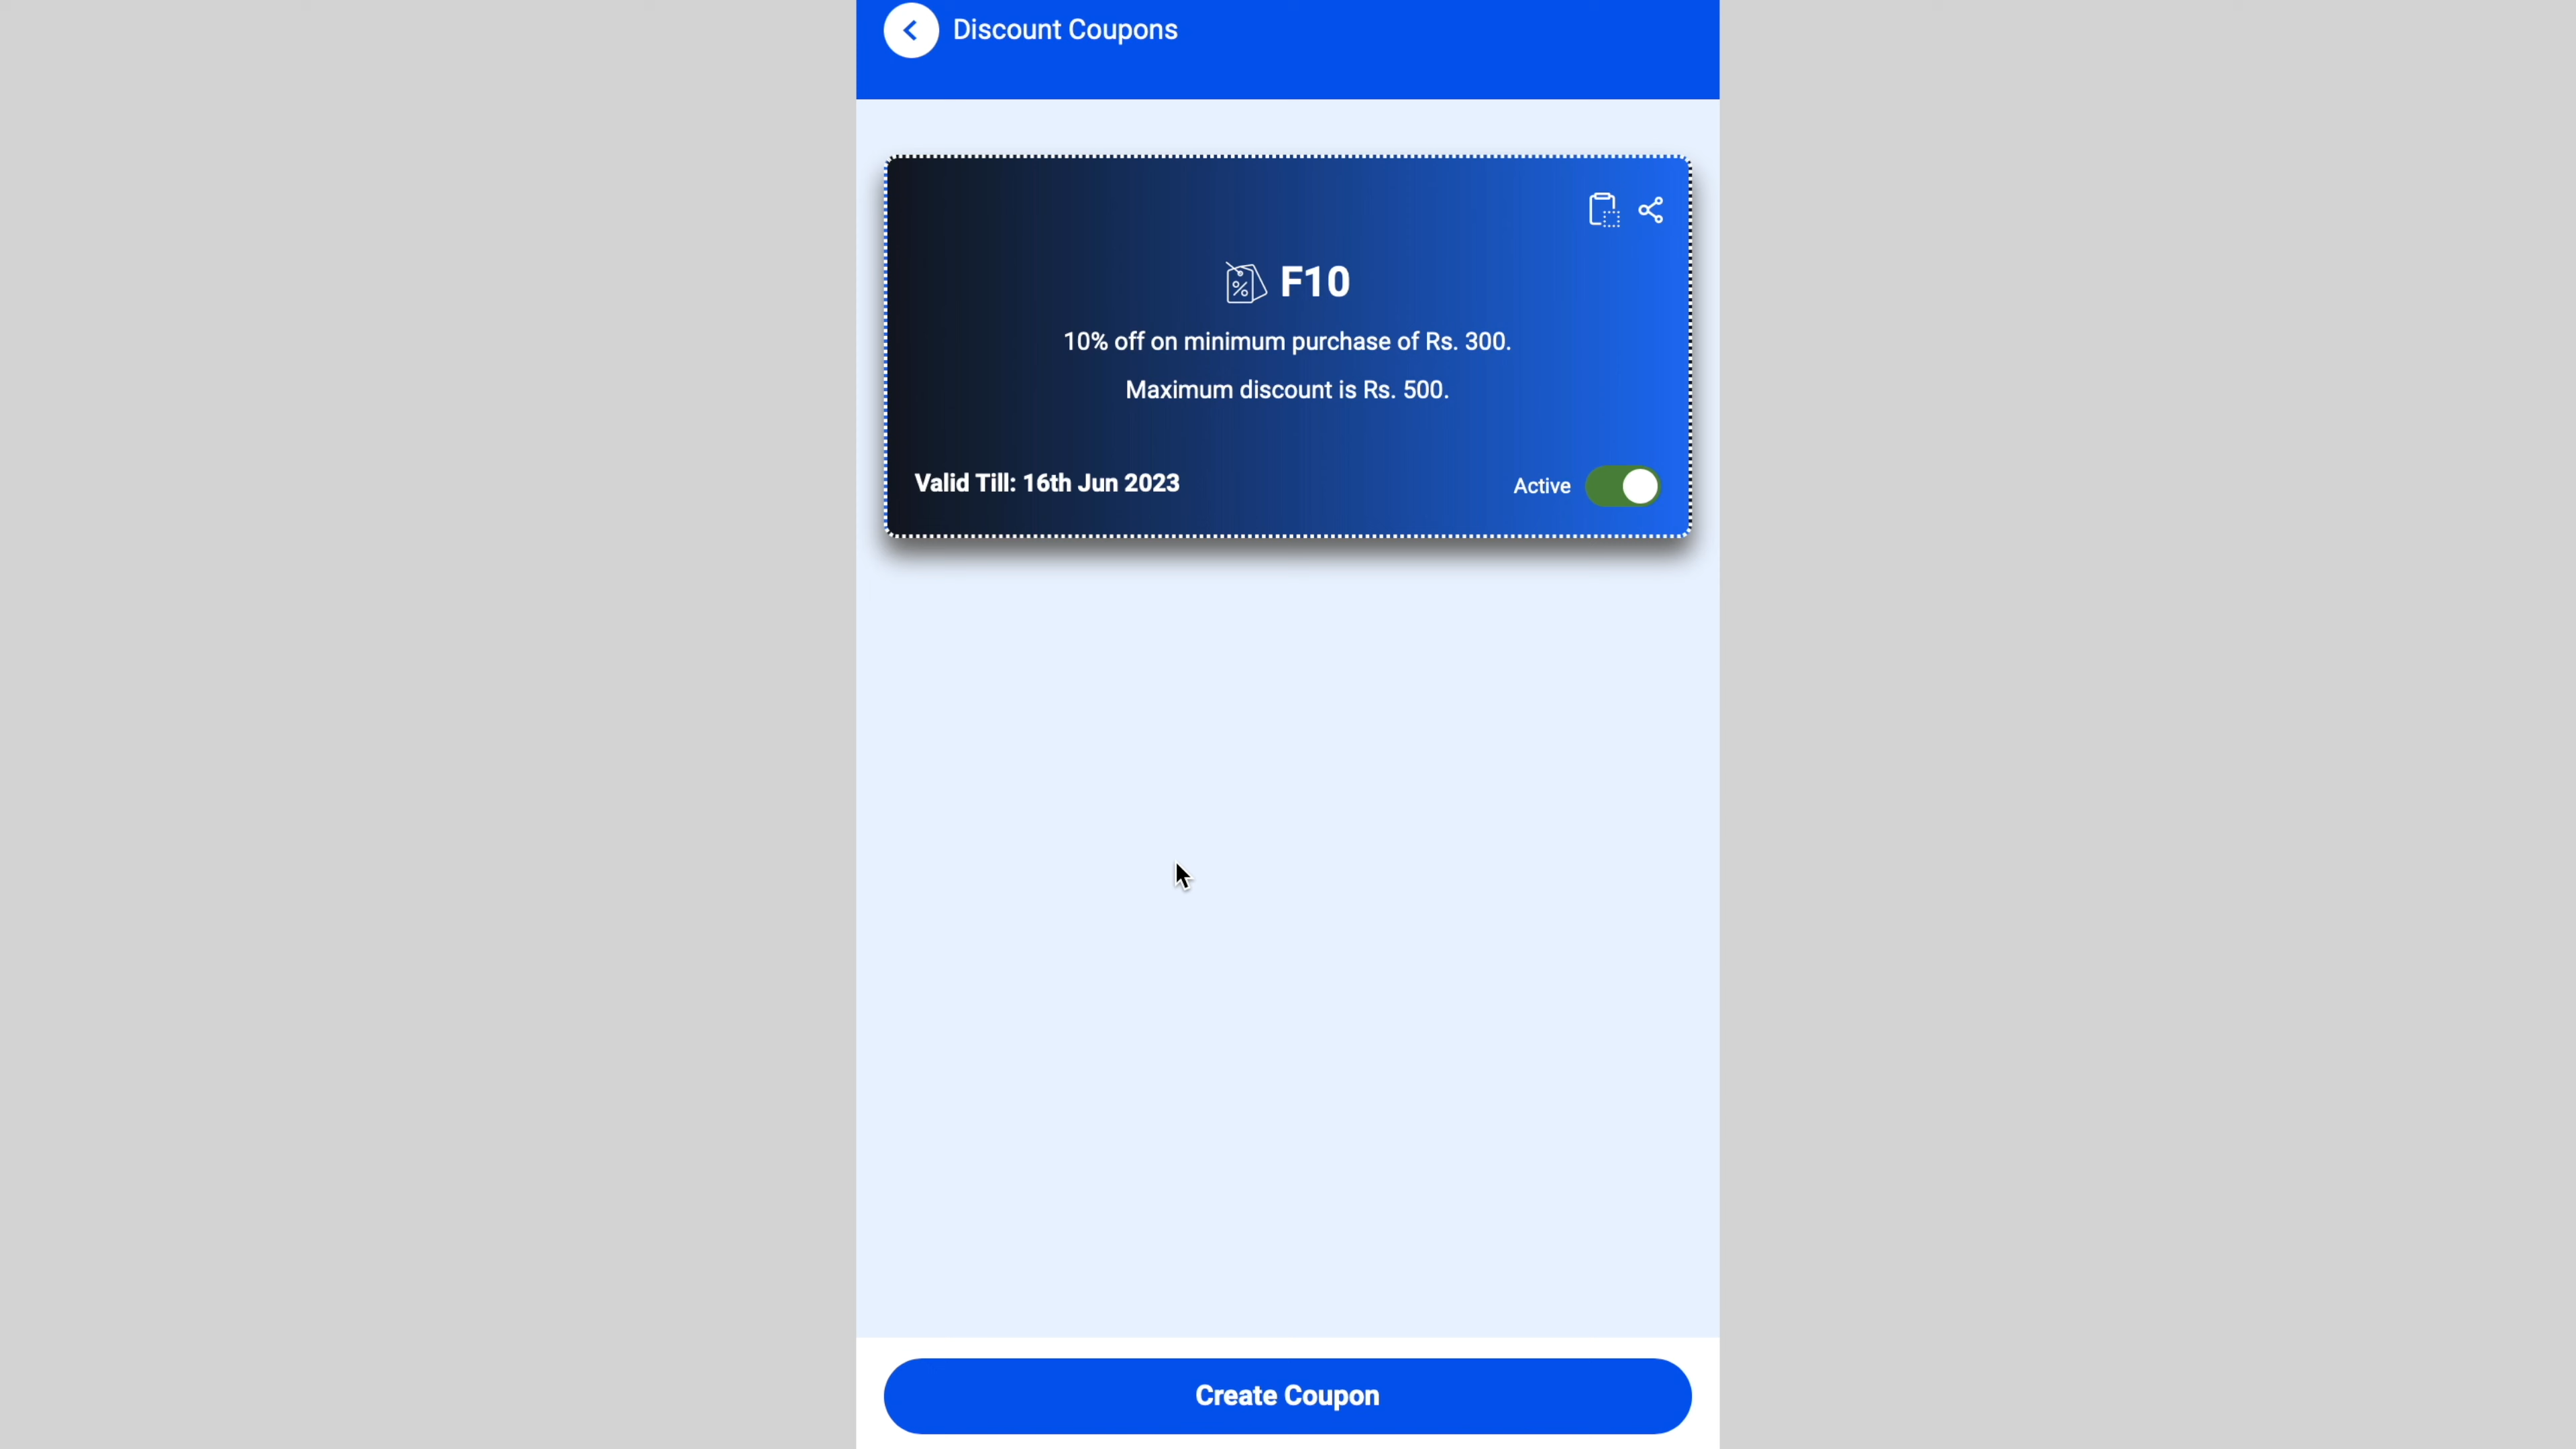 Discount Coupons
F10
10% off on minimum purchase of Rs. 300.
Maximum discount is Rs. 500.
Valid Till: 16th Jun 2023
Active
Create Coupon